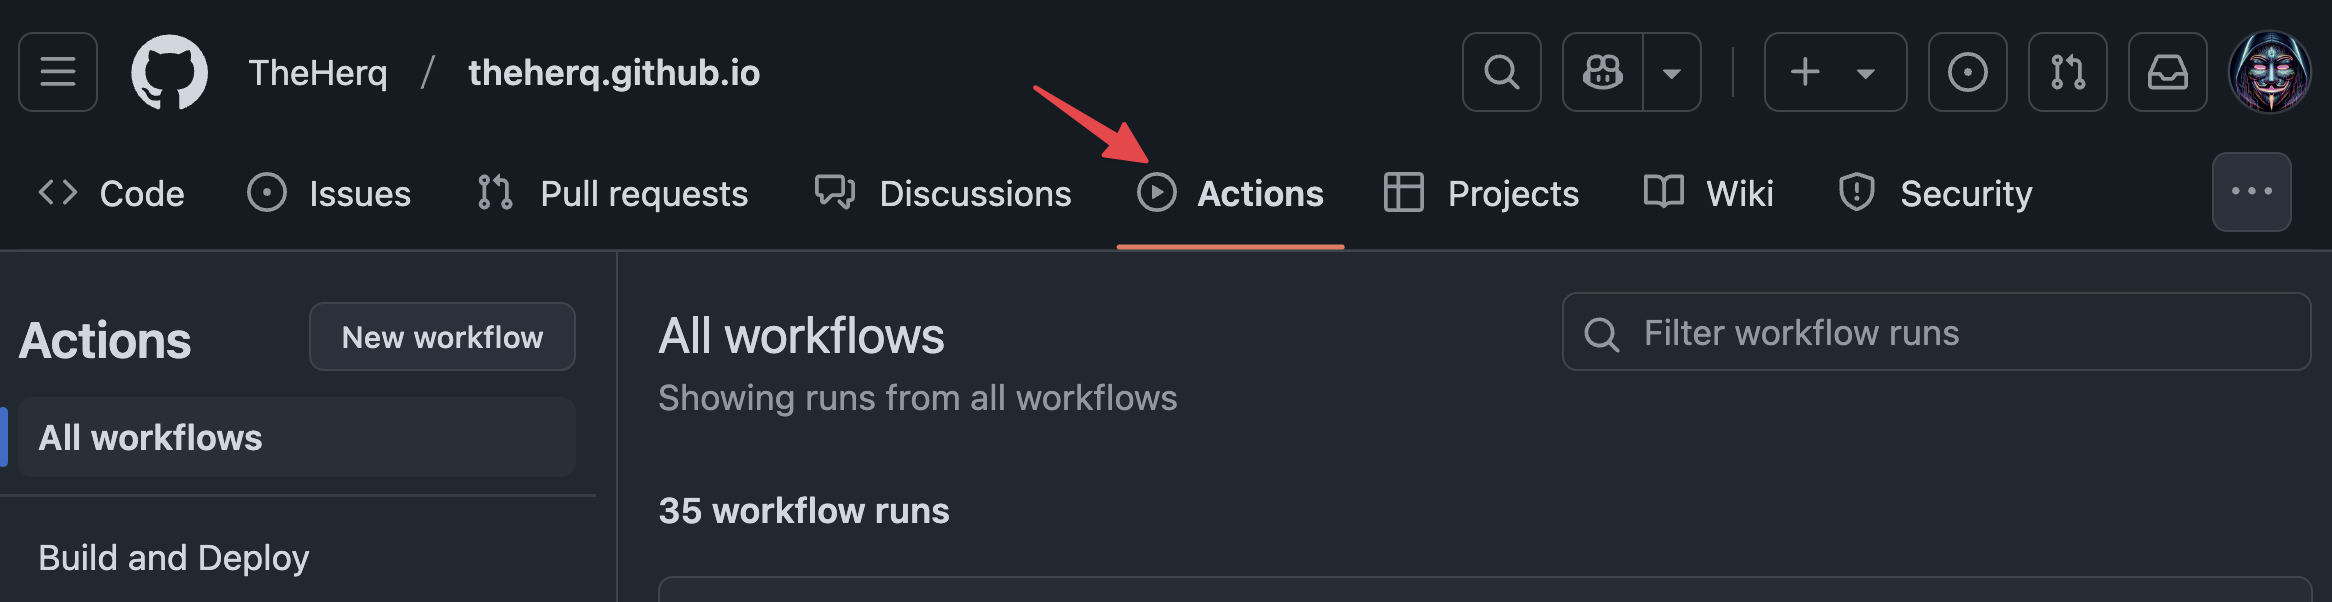 TheHerq / theherq.github.io
Code Issues Pull requests Discussions Actions Projects Wiki Security
Actions
New workflow
All workflows
Build and Deploy
All workflows
Showing runs from all workflows
Filter workflow runs
35 workflow runs